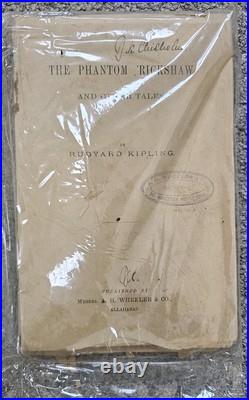 THE PHANTOM 'RICKSHAW
AND OTHER TALES
BY
RUDYARD KIPLING.
PUBLISHED BY
MESSRS. A. H. WHEELER & CO.,
ALLAHABAD